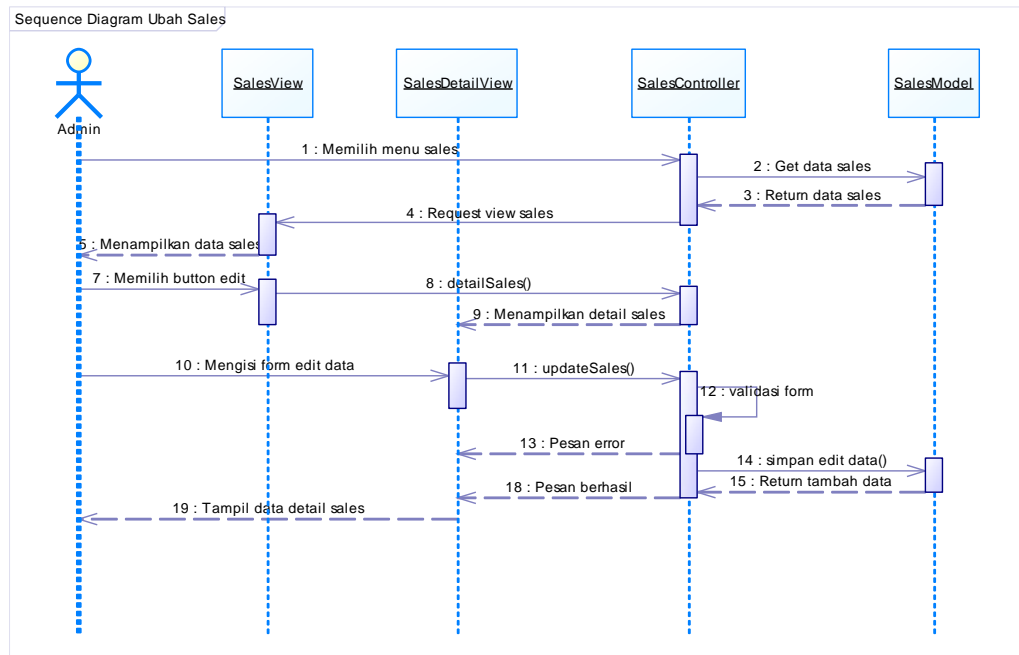 Sequence Diagram Ubah Sales
SalesView
SalesDetailView
SalesController
SalesModel
Admin
1 : Memilih menu sales
2 : Get data sales
3 : Return data sales
4 : Request view sales
5 : Menampilkan data sales
7 : Memilih button edit
8 : detailSales()
9 : Menampilkan detail sales
10 : Mengisi form edit data
11 : updateSales()
12 : validasi form
13 : Pesan error
14 : simpan edit data()
15 : Return tambah data
18 : Pesan berhasil
19 : Tampil data detail sales